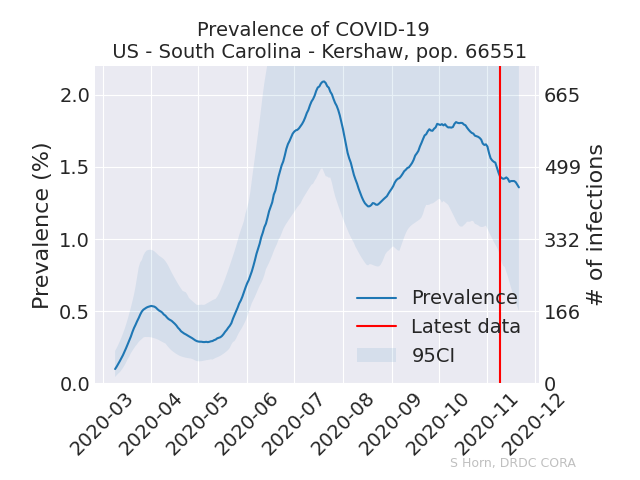 Prevalence of COVID-19
US - South Carolina - Kershaw, pop. 66551
Prevalence (%)
2.0
1.5
1.0
0.5
0.0
665
499
332
166
0
# of infections
Prevalence
Latest data
95CI
2020-03
2020-04
2020-05
2020-06
2020-07
2020-08
2020-09
2020-10
2020-11
2020-12
S Horn, DRDC CORA